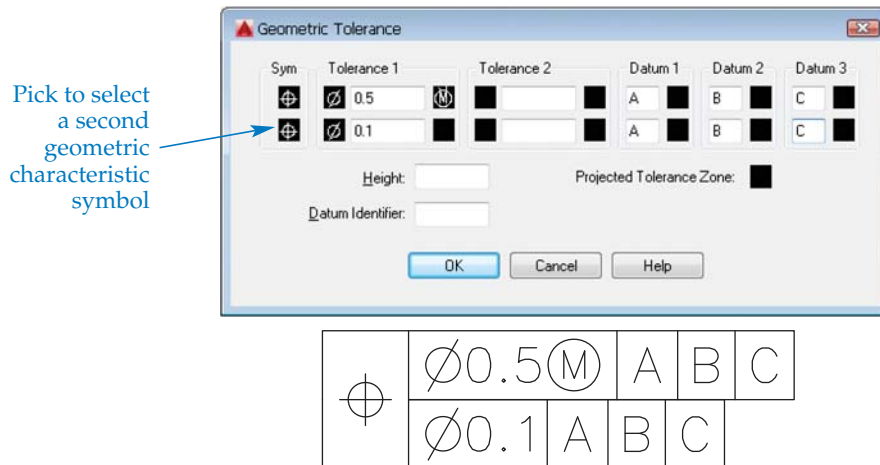 Geometric Tolerance
Sym Tolerance 1 Tolerance 2 Datum 1 Datum 2 Datum 3
⌖ Ø 0.5 Ⓜ A B C
⌖ Ø 0.1 A B C
Pick to select
a second
geometric
characteristic
symbol
Height: Projected Tolerance Zone:
Datum Identifier:
OK Cancel Help
⌖ Ø0.5Ⓜ A B C
Ø0.1 A B C